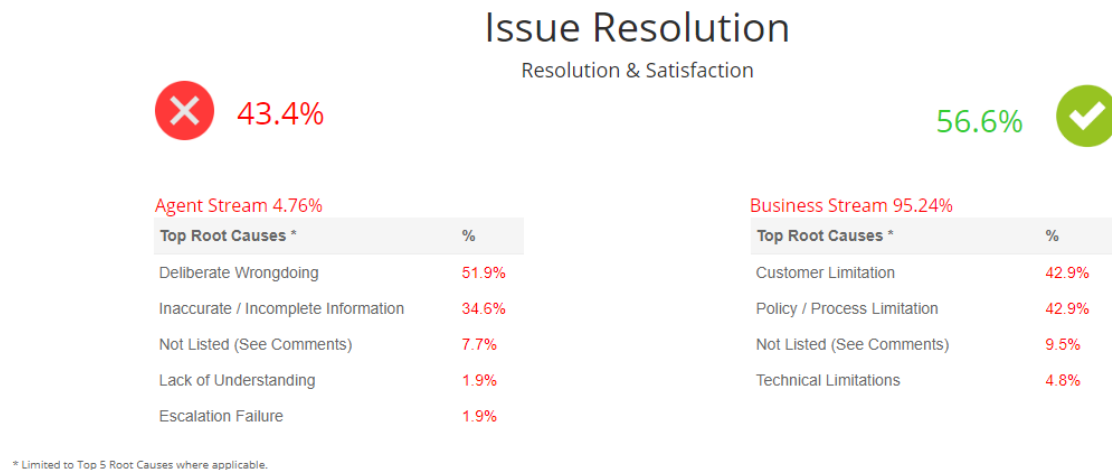 Issue Resolution
Resolution & Satisfaction
43.4%
56.6%
Agent Stream 4.76%
Top Root Causes * %
Deliberate Wrongdoing 51.9%
Inaccurate / Incomplete Information 34.6%
Not Listed (See Comments) 7.7%
Lack of Understanding 1.9%
Escalation Failure 1.9%
Business Stream 95.24%
Top Root Causes * %
Customer Limitation 42.9%
Policy / Process Limitation 42.9%
Not Listed (See Comments) 9.5%
Technical Limitations 4.8%
* Limited to Top 5 Root Causes where applicable.